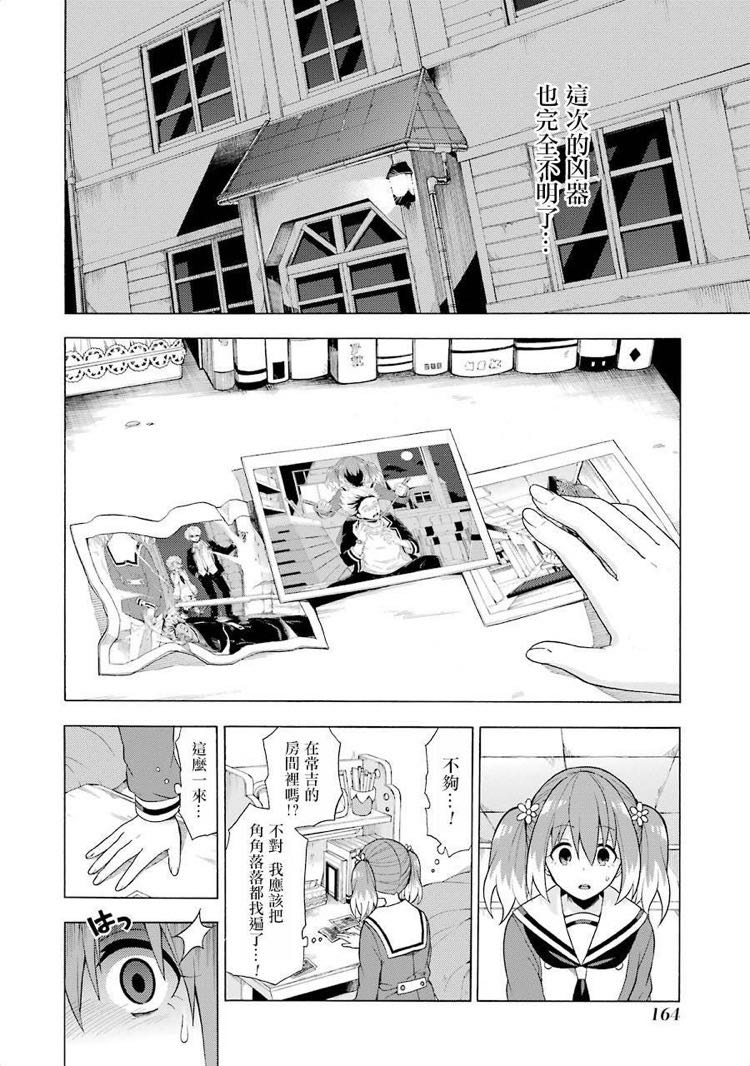 這次的凶器
也完全不明了…
不夠…！
在常吉的
房間裡嗎!?
不對 我應該把
角角落落都找遍了…！
這麼一來…
はっ
164